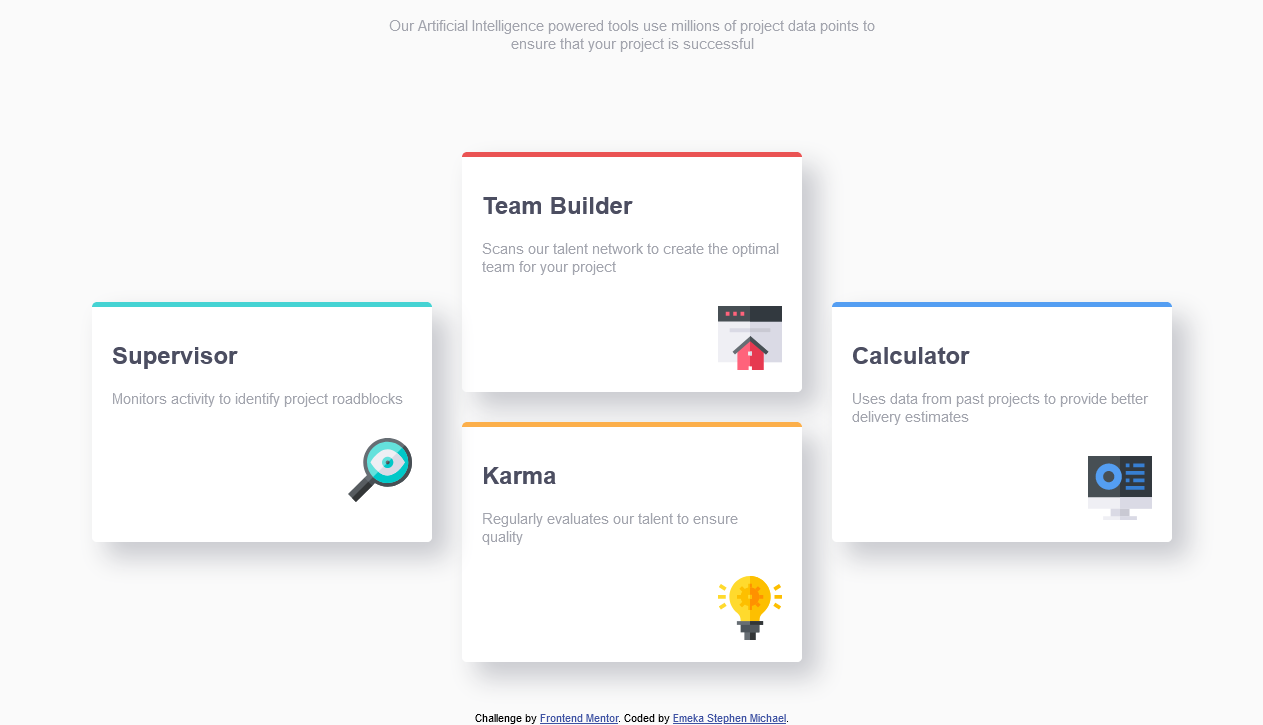 Our Artificial Intelligence powered tools use millions of project data points to
ensure that your project is successful
Team Builder
Scans our talent network to create the optimal
team for your project
Supervisor
Monitors activity to identify project roadblocks
Calculator
Uses data from past projects to provide better
delivery estimates
Karma
Regularly evaluates our talent to ensure
quality
Challenge by Frontend Mentor. Coded by Emeka Stephen Michael.